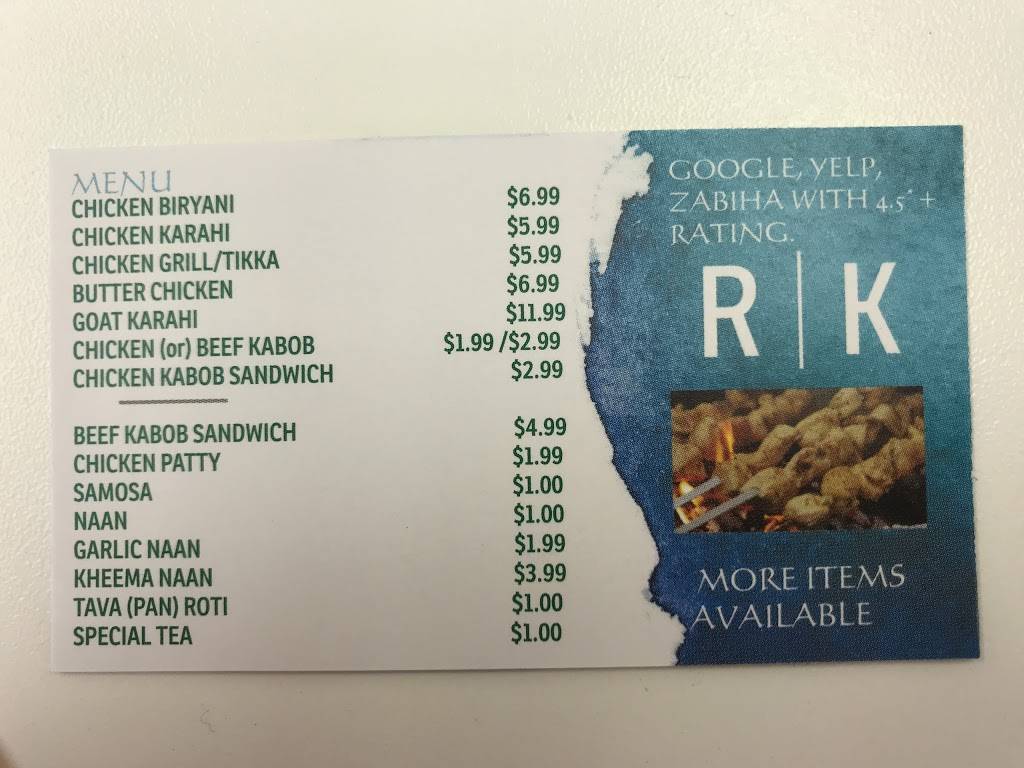 MENU
CHICKEN BIRYANI $6.99
CHICKEN KARAHI $5.99
CHICKEN GRILL/TIKKA $5.99
BUTTER CHICKEN $6.99
GOAT KARAHI $11.99
CHICKEN (or) BEEF KABOB $1.99 /$2.99
CHICKEN KABOB SANDWICH $2.99
BEEF KABOB SANDWICH $4.99
CHICKEN PATTY $1.99
SAMOSA $1.00
NAAN $1.00
GARLIC NAAN $1.99
KHEEMA NAAN $3.99
TAVA (PAN) ROTI $1.00
SPECIAL TEA $1.00
GOOGLE, YELP,
ZABIHA WITH 4.5* +
RATING.
R | K
MORE ITEMS
AVAILABLE